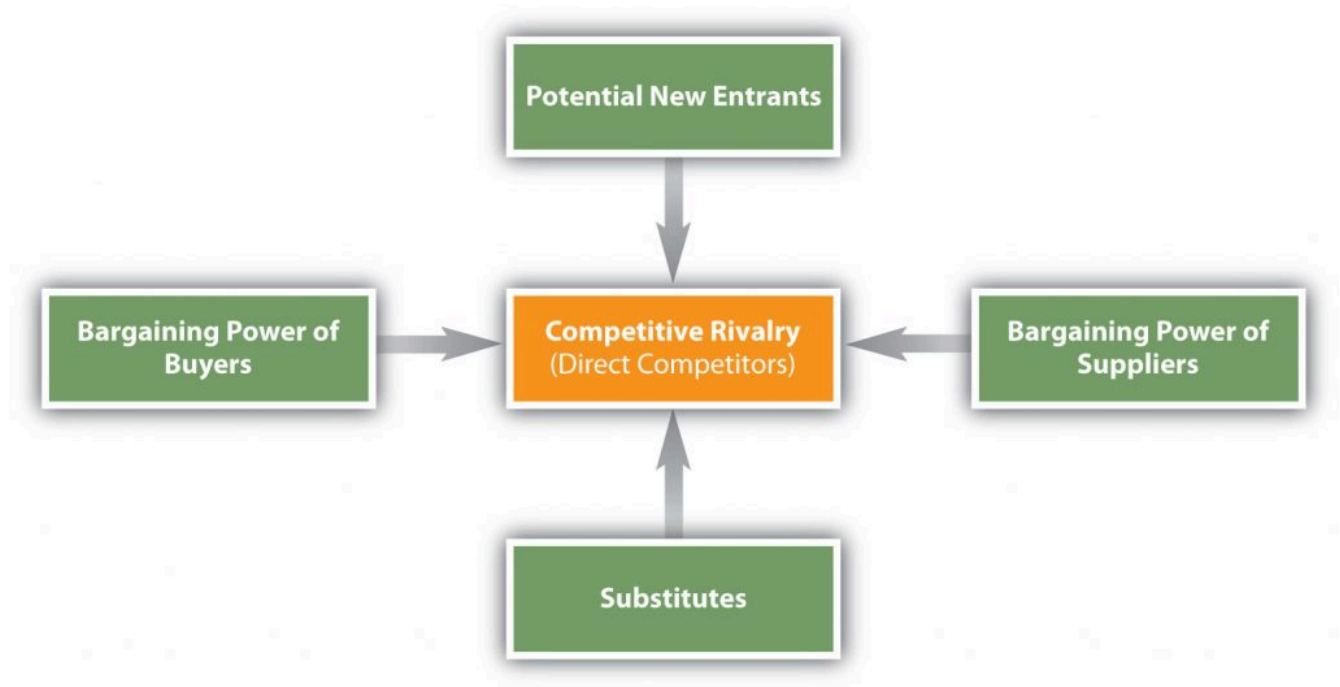 Potential New Entrants
Bargaining Power of
Buyers
Competitive Rivalry
(Direct Competitors)
Bargaining Power of
Suppliers
Substitutes